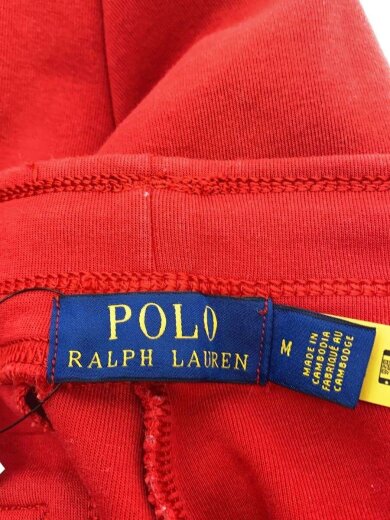 POLO
RALPH LAUREN
M
MADE IN
CAMBODIA
FABRIQUÉ AU
CAMBODGE